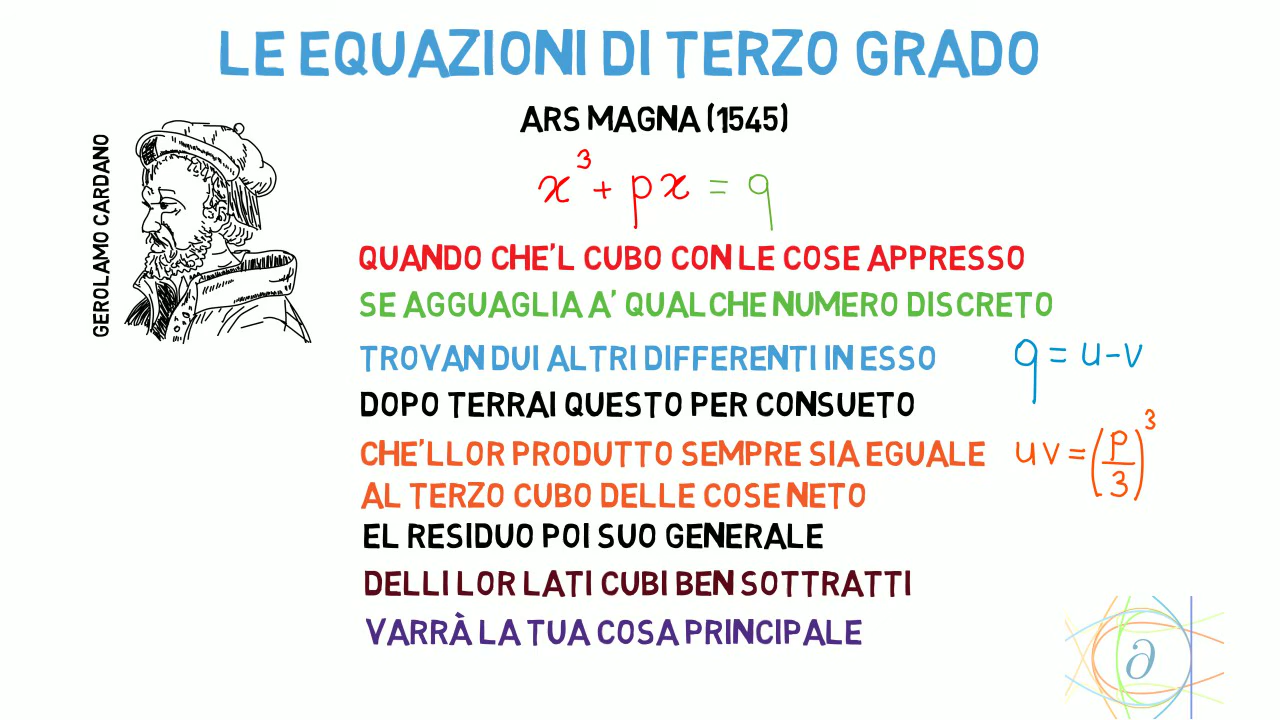 LE EQUAZIONI DI TERZO GRADO
ARS MAGNA (1545)
x³ + px = q
GEROLAMO CARDANO
QUANDO CHE'L CUBO CON LE COSE APPRESSO
SE AGGUAGLIA A' QUALCHE NUMERO DISCRETO
TROVAN DUI ALTRI DIFFERENTI IN ESSO
q = u-v
DOPO TERRAI QUESTO PER CONSUETO
CHE'LLOR PRODUTTO SEMPRE SIA EGUALE
uv = (p/3)³
AL TERZO CUBO DELLE COSE NETO
EL RESIDUO POI SUO GENERALE
DELLI LOR LATI CUBI BEN SOTTRATTI
VARRÀ LA TUA COSA PRINCIPALE
∂